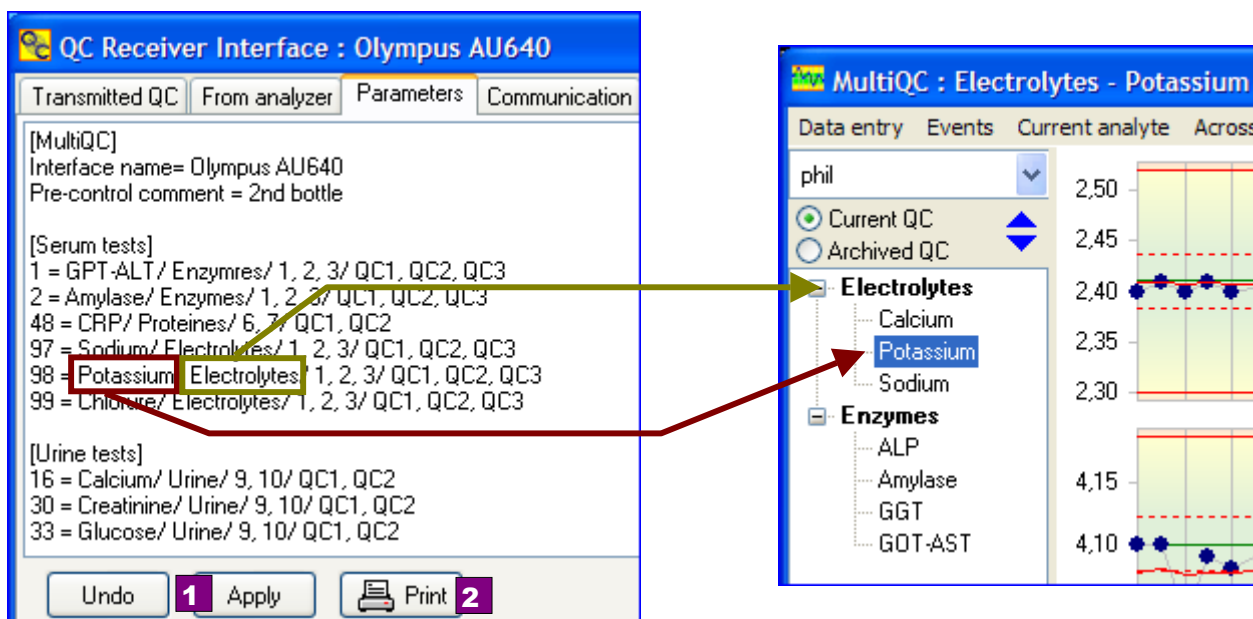 QC Receiver Interface : Olympus AU640
Transmitted QC From analyzer Parameters Communication
[MultiQC]
Interface name= Olympus AU640
Pre-control comment = 2nd bottle
[Serum tests]
1 = GPT-ALT/ Enzymres/ 1, 2, 3/ QC1, QC2, QC3
2 = Amylase/ Enzymes/ 1, 2, 3/ QC1, QC2, QC3
48 = CRP/ Proteines/ 6, 7/ QC1, QC2
97 = Sodium/ Electrolytes/ 1, 2, 3/ QC1, QC2, QC3
98 = Potassium/ Electrolytes/ 1, 2, 3/ QC1, QC2, QC3
99 = Chlorure/ Electrolytes/ 1, 2, 3/ QC1, QC2, QC3
[Urine tests]
16 = Calcium/ Urine/ 9, 10/ QC1, QC2
30 = Creatinine/ Urine/ 9, 10/ QC1, QC2
33 = Glucose/ Urine/ 9, 10/ QC1, QC2
Undo 1 Apply Print 2
MultiQC : Electrolytes - Potassium
Data entry Events Current analyte Across
phil
Current QC
Archived QC
Electrolytes
Calcium
Potassium
Sodium
Enzymes
ALP
Amylase
GGT
GOT-AST
2,50
2,45
2,40
2,35
2,30
4,15
4,10